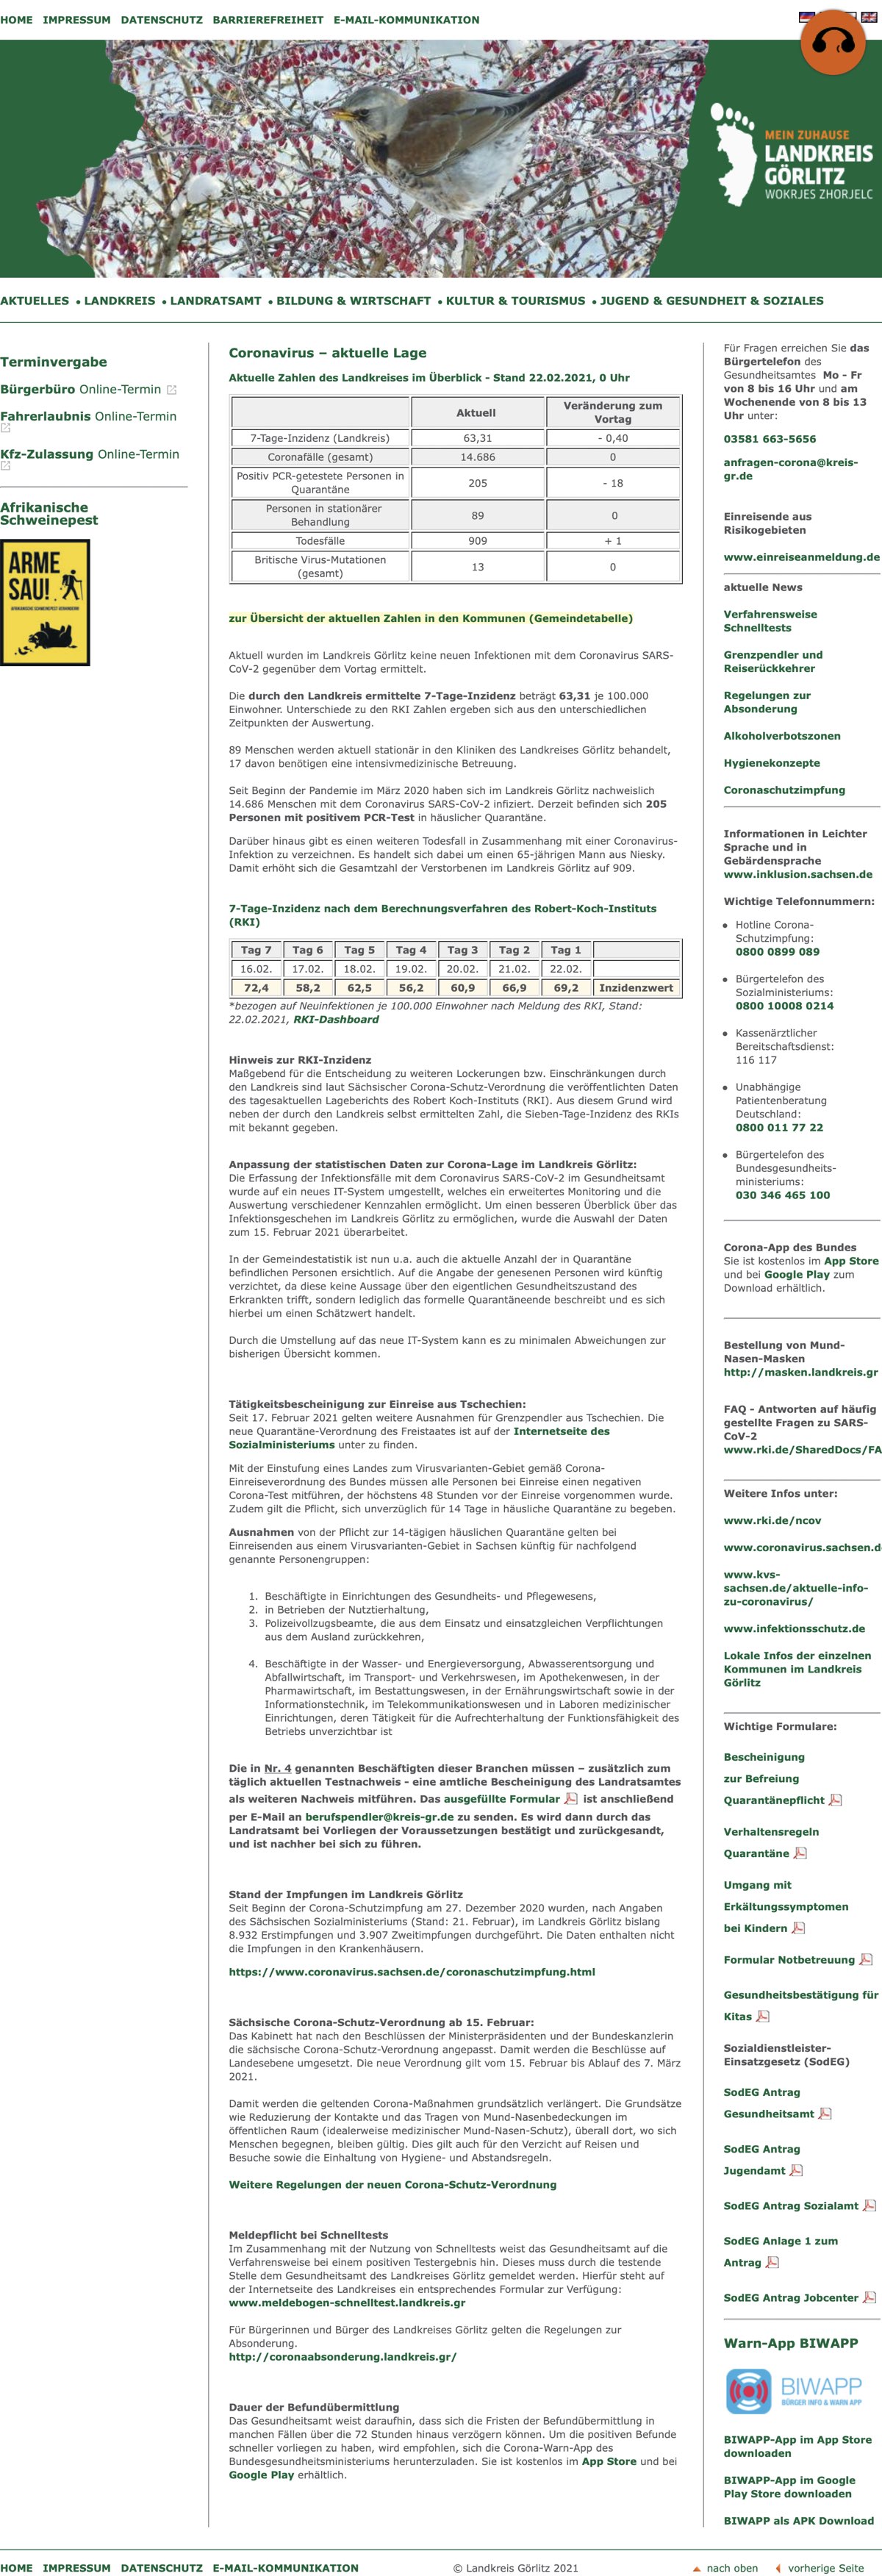 HOME IMPRESSUM DATENSCHUTZ BARRIEREFREIHEIT E-MAIL-KOMMUNIKATION
MEIN ZUHAUSE
LANDKREIS
GÖRLITZ
WOKRJES ZHORJELC
AKTUELLES • LANDKREIS • LANDRATSAMT • BILDUNG & WIRTSCHAFT • KULTUR & TOURISMUS • JUGEND & GESUNDHEIT & SOZIALES
Terminvergabe
Bürgerbüro Online-Termin
Fahrerlaubnis Online-Termin
Kfz-Zulassung Online-Termin
Afrikanische
Schweinepest
ARME
SAU!
Coronavirus – aktuelle Lage
Aktuelle Zahlen des Landkreises im Überblick - Stand 22.02.2021, 0 Uhr
Aktuell Veränderung zum
Vortag
7-Tage-Inzidenz (Landkreis) 63,31 - 0,40
Coronafälle (gesamt) 14.686 0
Positiv PCR-getestete Personen in
Quarantäne 205 - 18
Personen in stationärer
Behandlung 89 0
Todesfälle 909 + 1
Britische Virus-Mutationen
(gesamt) 13 0
zur Übersicht der aktuellen Zahlen in den Kommunen (Gemeindetabelle)
Aktuell wurden im Landkreis Görlitz keine neuen Infektionen mit dem Coronavirus SARS-
CoV-2 gegenüber dem Vortag ermittelt.
Die durch den Landkreis ermittelte 7-Tage-Inzidenz beträgt 63,31 je 100.000
Einwohner. Unterschiede zu den RKI Zahlen ergeben sich aus den unterschiedlichen
Zeitpunkten der Auswertung.
89 Menschen werden aktuell stationär in den Kliniken des Landkreises Görlitz behandelt,
17 davon benötigen eine intensivmedizinische Betreuung.
Seit Beginn der Pandemie im März 2020 haben sich im Landkreis Görlitz nachweislich
14.686 Menschen mit dem Coronavirus SARS-CoV-2 infiziert. Derzeit befinden sich 205
Personen mit positivem PCR-Test in häuslicher Quarantäne.
Darüber hinaus gibt es einen weiteren Todesfall in Zusammenhang mit einer Coronavirus-
Infektion zu verzeichnen. Es handelt sich dabei um einen 65-jährigen Mann aus Niesky.
Damit erhöht sich die Gesamtzahl der Verstorbenen im Landkreis Görlitz auf 909.
7-Tage-Inzidenz nach dem Berechnungsverfahren des Robert-Koch-Instituts
(RKI)
Tag 7 Tag 6 Tag 5 Tag 4 Tag 3 Tag 2 Tag 1
16.02. 17.02. 18.02. 19.02. 20.02. 21.02. 22.02.
72,4 58,2 62,5 56,2 60,9 66,9 69,2 Inzidenzwert
*bezogen auf Neuinfektionen je 100.000 Einwohner nach Meldung des RKI, Stand:
22.02.2021, RKI-Dashboard
Hinweis zur RKI-Inzidenz
Maßgebend für die Entscheidung zu weiteren Lockerungen bzw. Einschränkungen durch
den Landkreis sind laut Sächsischer Corona-Schutz-Verordnung die veröffentlichten Daten
des tagesaktuellen Lageberichts des Robert Koch-Instituts (RKI). Aus diesem Grund wird
neben der durch den Landkreis selbst ermittelten Zahl, die Sieben-Tage-Inzidenz des RKIs
mit bekannt gegeben.
Anpassung der statistischen Daten zur Corona-Lage im Landkreis Görlitz:
Die Erfassung der Infektionsfälle mit dem Coronavirus SARS-CoV-2 im Gesundheitsamt
wurde auf ein neues IT-System umgestellt, welches ein erweitertes Monitoring und die
Auswertung verschiedener Kennzahlen ermöglicht. Um einen besseren Überblick über das
Infektionsgeschehen im Landkreis Görlitz zu ermöglichen, wurde die Auswahl der Daten
zum 15. Februar 2021 überarbeitet.
In der Gemeindestatistik ist nun u.a. auch die aktuelle Anzahl der in Quarantäne
befindlichen Personen ersichtlich. Auf die Angabe der genesenen Personen wird künftig
verzichtet, da diese keine Aussage über den eigentlichen Gesundheitszustand des
Erkrankten trifft, sondern lediglich das formelle Quarantäneende beschreibt und es sich
hierbei um einen Schätzwert handelt.
Durch die Umstellung auf das neue IT-System kann es zu minimalen Abweichungen zur
bisherigen Übersicht kommen.
Tätigkeitsbescheinigung zur Einreise aus Tschechien:
Seit 17. Februar 2021 gelten weitere Ausnahmen für Grenzpendler aus Tschechien. Die
neue Quarantäne-Verordnung des Freistaates ist auf der Internetseite des
Sozialministeriums unter zu finden.
Mit der Einstufung eines Landes zum Virusvarianten-Gebiet gemäß Corona-
Einreiseverordnung des Bundes müssen alle Personen bei Einreise einen negativen
Corona-Test mitführen, der höchstens 48 Stunden vor der Einreise vorgenommen wurde.
Zudem gilt die Pflicht, sich unverzüglich für 14 Tage in häusliche Quarantäne zu begeben.
Ausnahmen von der Pflicht zur 14-tägigen häuslichen Quarantäne gelten bei
Einreisenden aus einem Virusvarianten-Gebiet in Sachsen künftig für nachfolgend
genannte Personengruppen:
1. Beschäftigte in Einrichtungen des Gesundheits- und Pflegewesens,
2. in Betrieben der Nutztierhaltung,
3. Polizeivollzugsbeamte, die aus dem Einsatz und einsatzgleichen Verpflichtungen
aus dem Ausland zurückkehren,
4. Beschäftigte in der Wasser- und Energieversorgung, Abwasserentsorgung und
Abfallwirtschaft, im Transport- und Verkehrswesen, im Apothekenwesen, in der
Pharmawirtschaft, im Bestattungswesen, in der Ernährungswirtschaft sowie in der
Informationstechnik, im Telekommunikationswesen und in Laboren medizinischer
Einrichtungen, deren Tätigkeit für die Aufrechterhaltung der Funktionsfähigkeit des
Betriebs unverzichtbar ist
Die in Nr. 4 genannten Beschäftigten dieser Branchen müssen – zusätzlich zum
täglich aktuellen Testnachweis - eine amtliche Bescheinigung des Landratsamtes
als weiteren Nachweis mitführen. Das ausgefüllte Formular ist anschließend
per E-Mail an berufspendler@kreis-gr.de zu senden. Es wird dann durch das
Landratsamt bei Vorliegen der Voraussetzungen bestätigt und zurückgesandt,
und ist nachher bei sich zu führen.
Stand der Impfungen im Landkreis Görlitz
Seit Beginn der Corona-Schutzimpfung am 27. Dezember 2020 wurden, nach Angaben
des Sächsischen Sozialministeriums (Stand: 21. Februar), im Landkreis Görlitz bislang
8.932 Erstimpfungen und 3.907 Zweitimpfungen durchgeführt. Die Daten enthalten nicht
die Impfungen in den Krankenhäusern.
https://www.coronavirus.sachsen.de/coronaschutzimpfung.html
Sächsische Corona-Schutz-Verordnung ab 15. Februar:
Das Kabinett hat nach den Beschlüssen der Ministerpräsidenten und der Bundeskanzlerin
die sächsische Corona-Schutz-Verordnung angepasst. Damit werden die Beschlüsse auf
Landesebene umgesetzt. Die neue Verordnung gilt vom 15. Februar bis Ablauf des 7. März
2021.
Damit werden die geltenden Corona-Maßnahmen grundsätzlich verlängert. Die Grundsätze
wie Reduzierung der Kontakte und das Tragen von Mund-Nasenbedeckungen im
öffentlichen Raum (idealerweise medizinischer Mund-Nasen-Schutz), überall dort, wo sich
Menschen begegnen, bleiben gültig. Dies gilt auch für den Verzicht auf Reisen und
Besuche sowie die Einhaltung von Hygiene- und Abstandsregeln.
Weitere Regelungen der neuen Corona-Schutz-Verordnung
Meldepflicht bei Schnelltests
Im Zusammenhang mit der Nutzung von Schnelltests weist das Gesundheitsamt auf die
Verfahrensweise bei einem positiven Testergebnis hin. Dieses muss durch die testende
Stelle dem Gesundheitsamt des Landkreises Görlitz gemeldet werden. Hierfür steht auf
der Internetseite des Landkreises ein entsprechendes Formular zur Verfügung:
www.meldebogen-schnelltest.landkreis.gr
Für Bürgerinnen und Bürger des Landkreises Görlitz gelten die Regelungen zur
Absonderung.
http://coronaabsonderung.landkreis.gr/
Dauer der Befundübermittlung
Das Gesundheitsamt weist daraufhin, dass sich die Fristen der Befundübermittlung in
manchen Fällen über die 72 Stunden hinaus verzögern können. Um die positiven Befunde
schneller vorliegen zu haben, wird empfohlen, sich die Corona-Warn-App des
Bundesgesundheitsministeriums herunterzuladen. Sie ist kostenlos im App Store und bei
Google Play erhältlich.
Für Fragen erreichen Sie das
Bürgertelefon des
Gesundheitsamtes Mo - Fr
von 8 bis 16 Uhr und am
Wochenende von 8 bis 13
Uhr unter:
03581 663-5656
anfragen-corona@kreis-
gr.de
Einreisende aus
Risikogebieten
www.einreiseanmeldung.de
aktuelle News
Verfahrensweise
Schnelltests
Grenzpendler und
Reiserückkehrer
Regelungen zur
Absonderung
Alkoholverbotszonen
Hygienekonzepte
Coronaschutzimpfung
Informationen in Leichter
Sprache und in
Gebärdensprache
www.inklusion.sachsen.de
Wichtige Telefonnummern:
• Hotline Corona-
Schutzimpfung:
0800 0899 089
• Bürgertelefon des
Sozialministeriums:
0800 10008 0214
• Kassenärztlicher
Bereitschaftsdienst:
116 117
• Unabhängige
Patientenberatung
Deutschland:
0800 011 77 22
• Bürgertelefon des
Bundesgesundheits-
ministeriums:
030 346 465 100
Corona-App des Bundes
Sie ist kostenlos im App Store
und bei Google Play zum
Download erhältlich.
Bestellung von Mund-
Nasen-Masken
http://masken.landkreis.gr
FAQ - Antworten auf häufig
gestellte Fragen zu SARS-
CoV-2
www.rki.de/SharedDocs/FA
Weitere Infos unter:
www.rki.de/ncov
www.coronavirus.sachsen.d
www.kvs-
sachsen.de/aktuelle-info-
zu-coronavirus/
www.infektionsschutz.de
Lokale Infos der einzelnen
Kommunen im Landkreis
Görlitz
Wichtige Formulare:
Bescheinigung
zur Befreiung
Quarantänepflicht
Verhaltensregeln
Quarantäne
Umgang mit
Erkältungssymptomen
bei Kindern
Formular Notbetreuung
Gesundheitsbestätigung für
Kitas
Sozialdienstleister-
Einsatzgesetz (SodEG)
SodEG Antrag
Gesundheitsamt
SodEG Antrag
Jugendamt
SodEG Antrag Sozialamt
SodEG Anlage 1 zum
Antrag
SodEG Antrag Jobcenter
Warn-App BIWAPP
BIWAPP
BÜRGER INFO & WARN APP
BIWAPP-App im App Store
downloaden
BIWAPP-App im Google
Play Store downloaden
BIWAPP als APK Download
HOME IMPRESSUM DATENSCHUTZ E-MAIL-KOMMUNIKATION © Landkreis Görlitz 2021 nach oben vorherige Seite